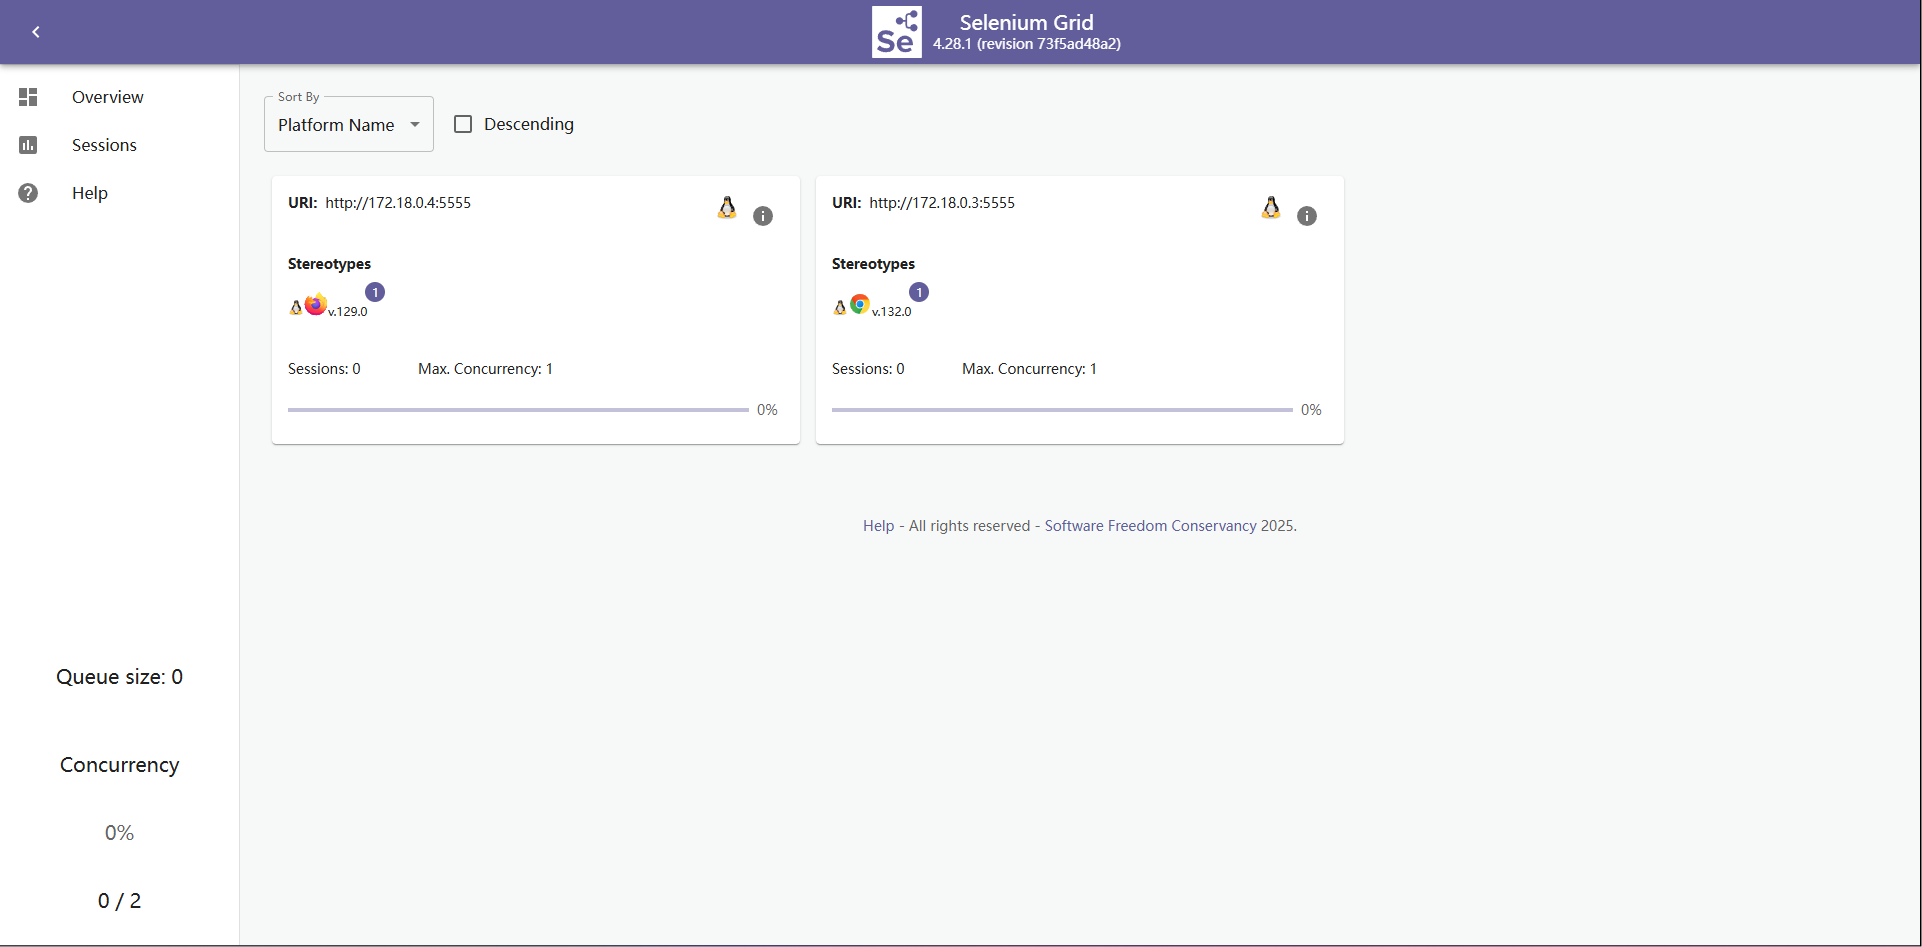 Se
Selenium Grid
4.28.1 (revision 73f5ad48a2)
Overview
Sessions
Help
Sort By
Platform Name
Descending
URI: http://172.18.0.4:5555
Stereotypes
1
v.129.0
Sessions: 0 Max. Concurrency: 1
0%
URI: http://172.18.0.3:5555
Stereotypes
1
v.132.0
Sessions: 0 Max. Concurrency: 1
0%
Help - All rights reserved - Software Freedom Conservancy 2025.
Queue size: 0
Concurrency
0%
0 / 2